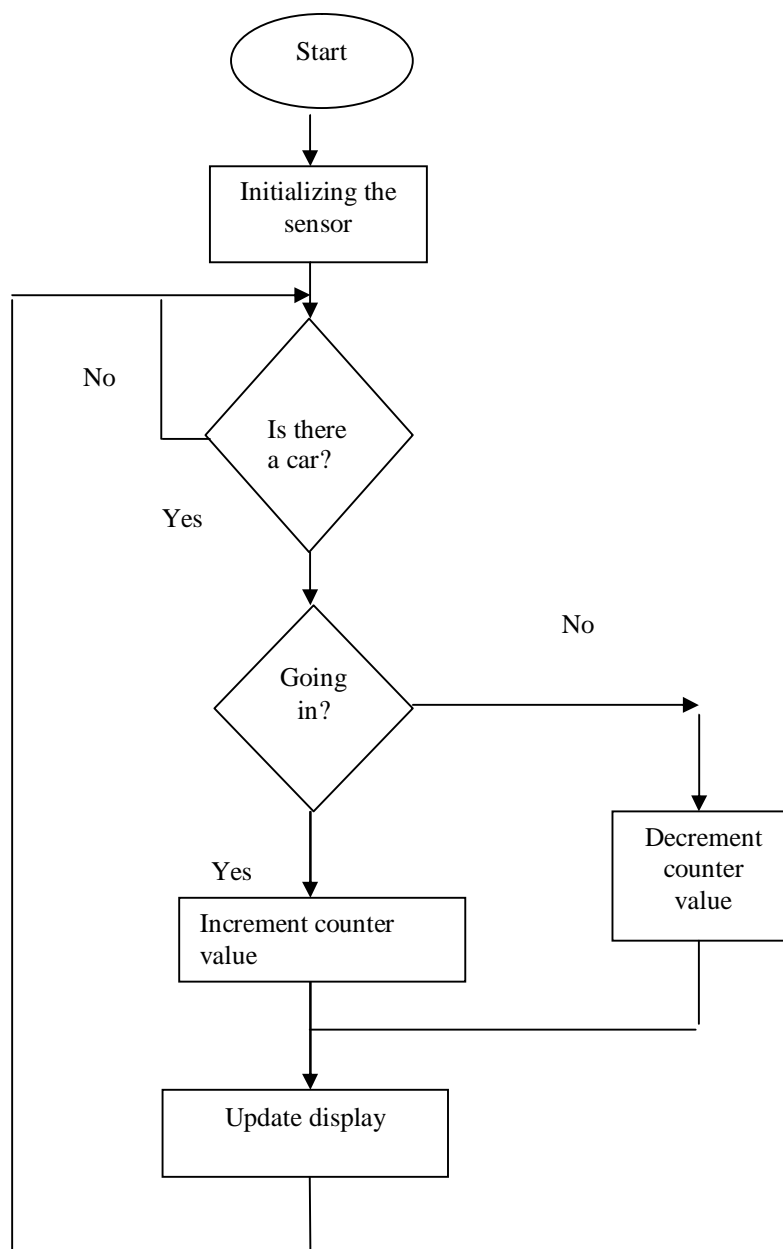 Start
Initializing the
sensor
No
Is there
a car?
Yes
No
Going
in?
Yes
Decrement
counter
value
Increment counter
value
Update display